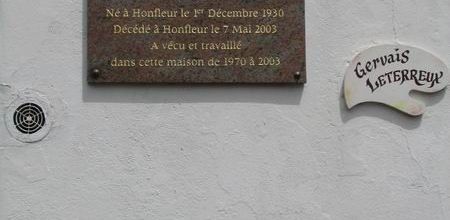 Né à Honfleur le 1er Décembre 1930
Décédé à Honfleur le 7 Mai 2003
A vécu et travaillé
dans cette maison de 1970 à 2003
Gervais
LETERREUX